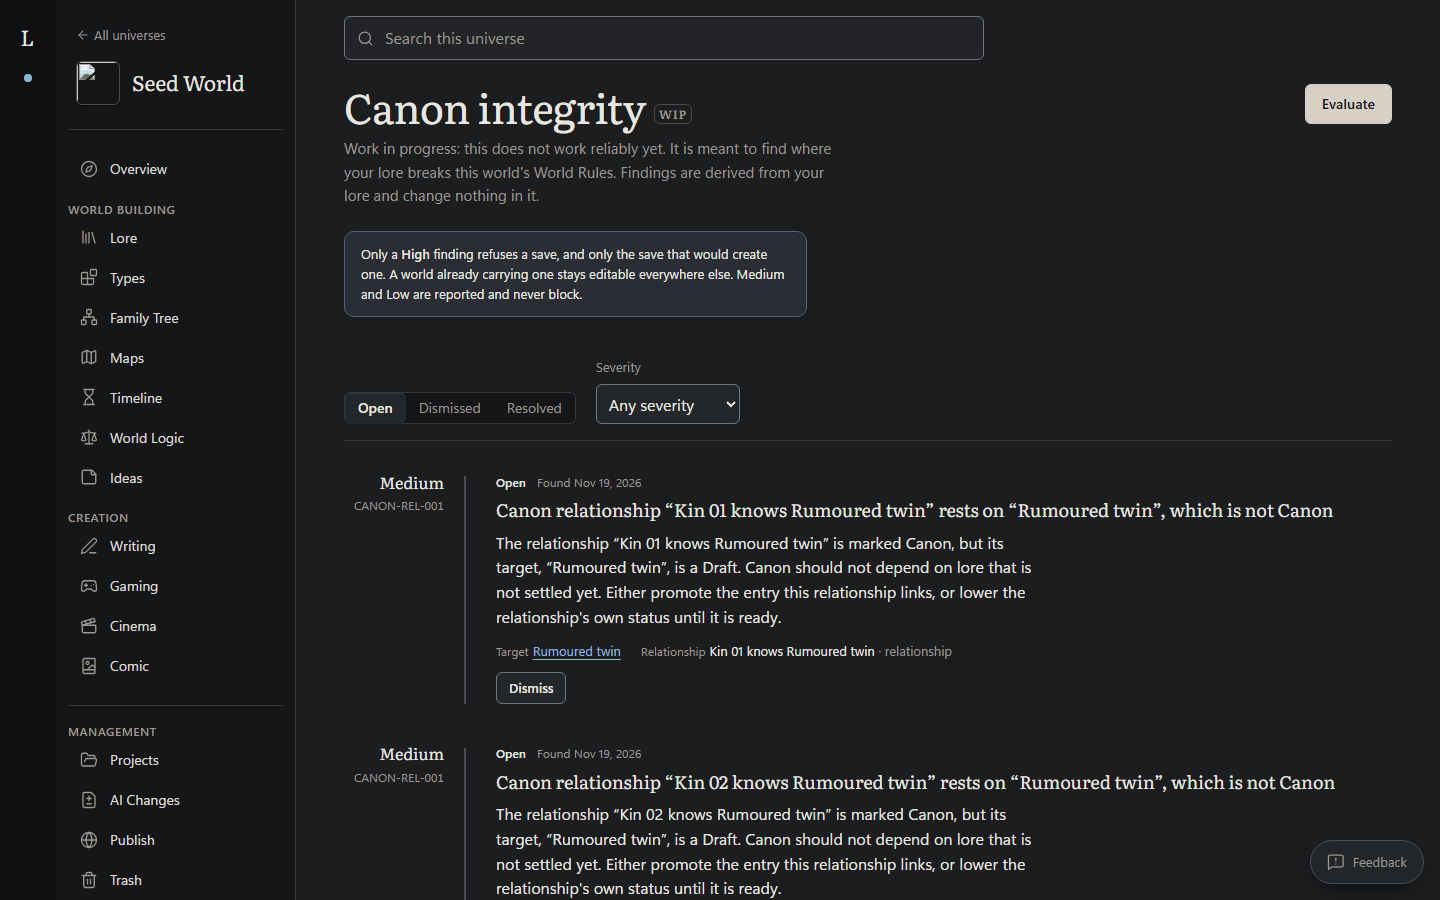 L
All universes
Seed World
Overview
WORLD BUILDING
Lore
Types
Family Tree
Maps
Timeline
World Logic
Ideas
CREATION
Writing
Gaming
Cinema
Comic
MANAGEMENT
Projects
AI Changes
Publish
Trash
Search this universe
Canon integrity WIP
Evaluate
Work in progress: this does not work reliably yet. It is meant to find where
your lore breaks this world's World Rules. Findings are derived from your
lore and change nothing in it.
Only a High finding refuses a save, and only the save that would create
one. A world already carrying one stays editable everywhere else. Medium
and Low are reported and never block.
Severity
Open Dismissed Resolved Any severity
Medium
CANON-REL-001
Open Found Nov 19, 2026
Canon relationship “Kin 01 knows Rumoured twin” rests on “Rumoured twin”, which is not Canon
The relationship “Kin 01 knows Rumoured twin” is marked Canon, but its
target, “Rumoured twin”, is a Draft. Canon should not depend on lore that is
not settled yet. Either promote the entry this relationship links, or lower the
relationship's own status until it is ready.
Target Rumoured twin Relationship Kin 01 knows Rumoured twin · relationship
Dismiss
Medium
CANON-REL-001
Open Found Nov 19, 2026
Canon relationship “Kin 02 knows Rumoured twin” rests on “Rumoured twin”, which is not Canon
The relationship “Kin 02 knows Rumoured twin” is marked Canon, but its
target, “Rumoured twin”, is a Draft. Canon should not depend on lore that is
not settled yet. Either promote the entry this relationship links, or lower the
relationship's own status until it is ready.
Feedback